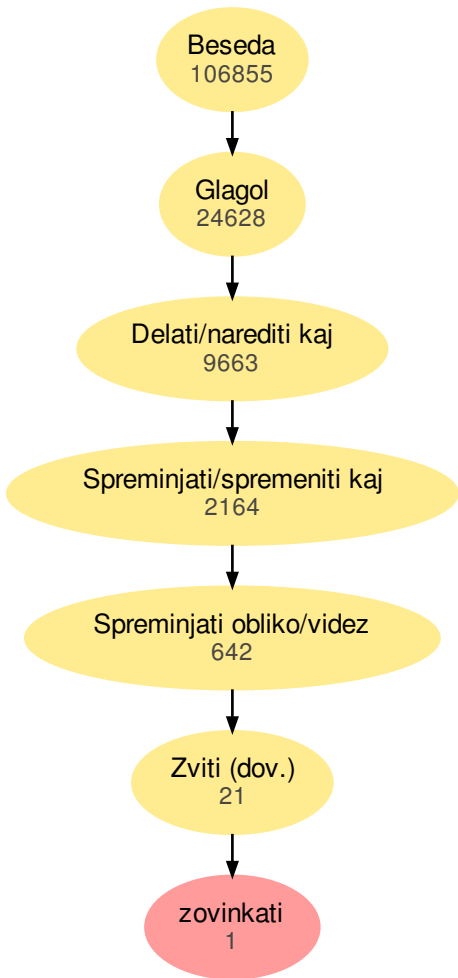 Beseda
106855
Glagol
24628
Delati/narediti kaj
9663
Spreminjati/spremeniti kaj
2164
Spreminjati obliko/videz
642
Zviti (dov.)
21
zovinkati
1